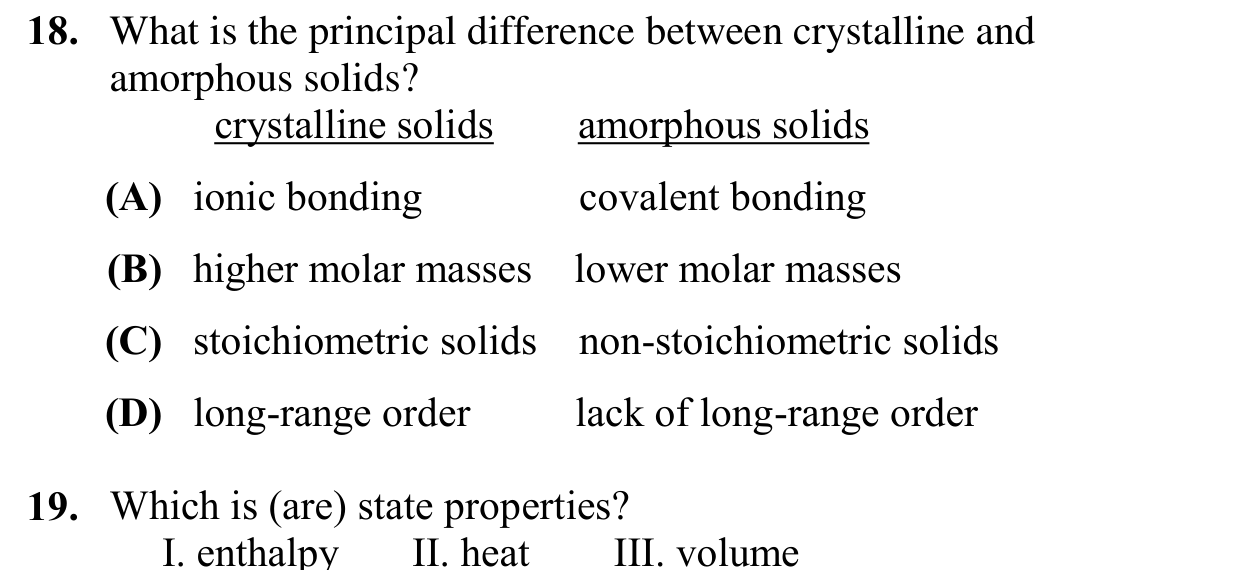 18. What is the principal difference between crystalline and
amorphous solids?
crystalline solids amorphous solids
(A) ionic bonding covalent bonding
(B) higher molar masses lower molar masses
(C) stoichiometric solids non-stoichiometric solids
(D) long-range order lack of long-range order
19. Which is (are) state properties?
I. enthalpy II. heat III. volume